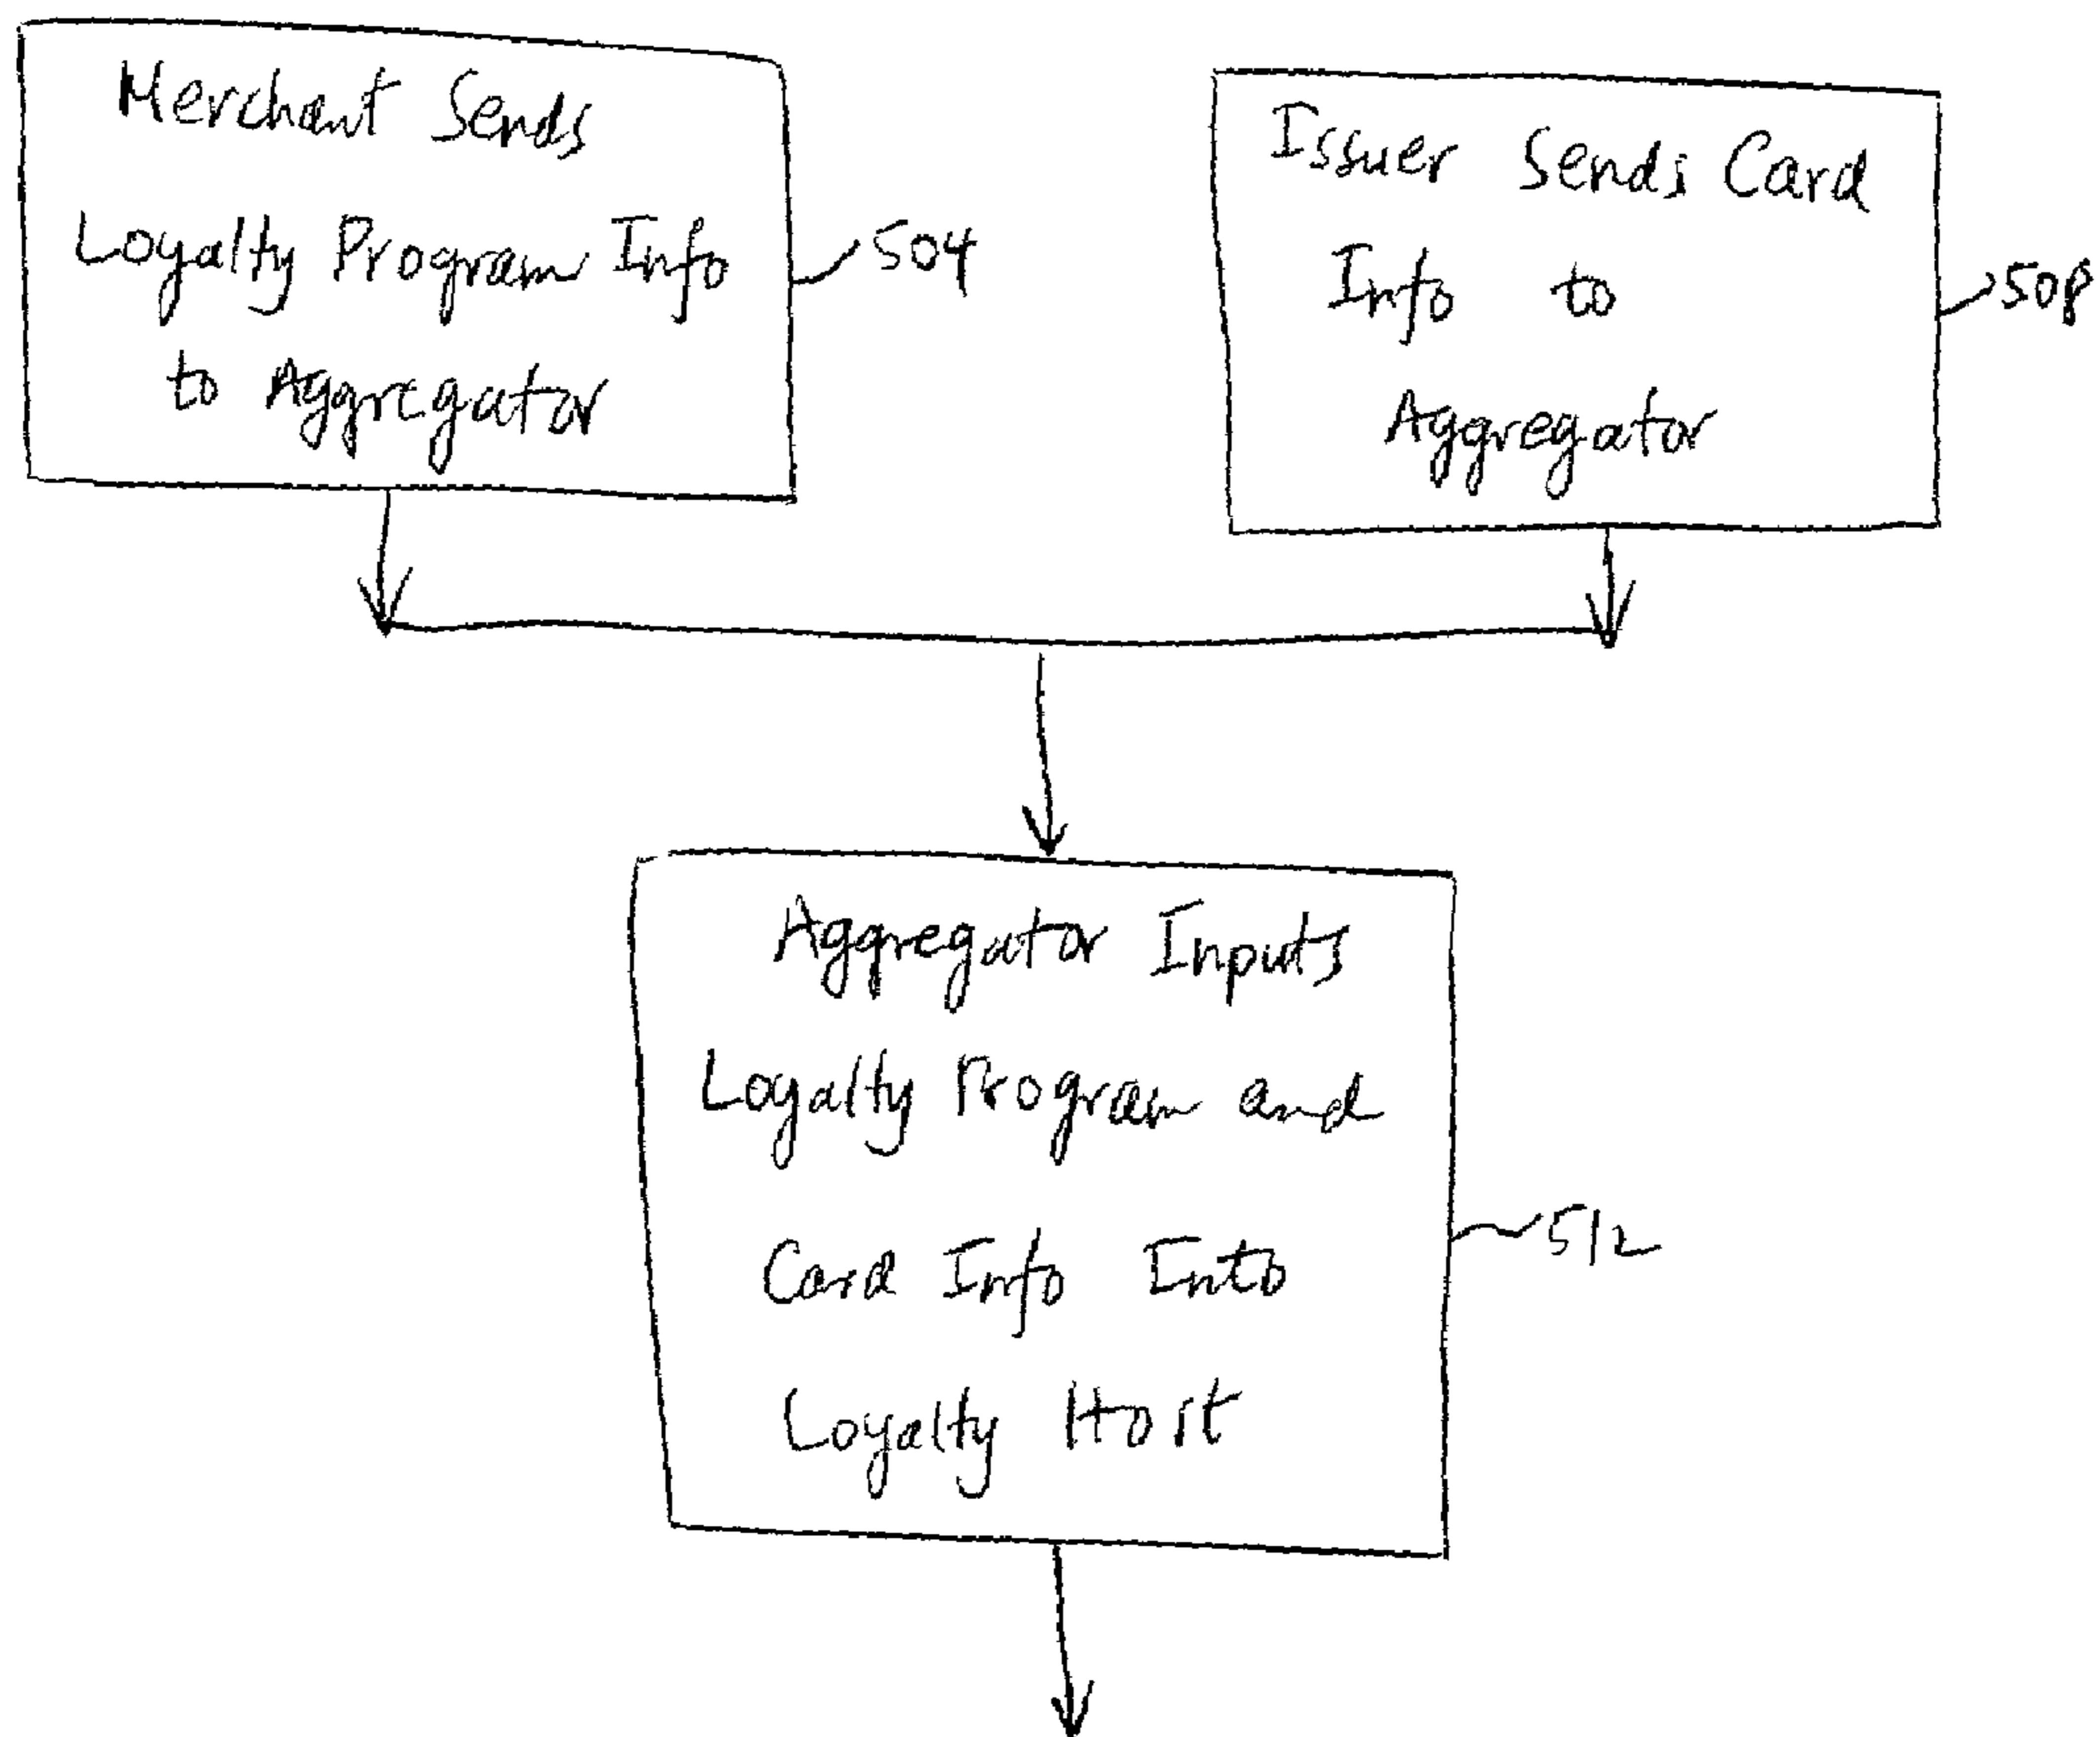 Merchant Sends
Loyalty Program Info
to Aggregator
504
Issuer Sends Card
Info to
Aggregator
508
Aggregator Inputs
Loyalty Program and
Card Info Into
Loyalty Host
512